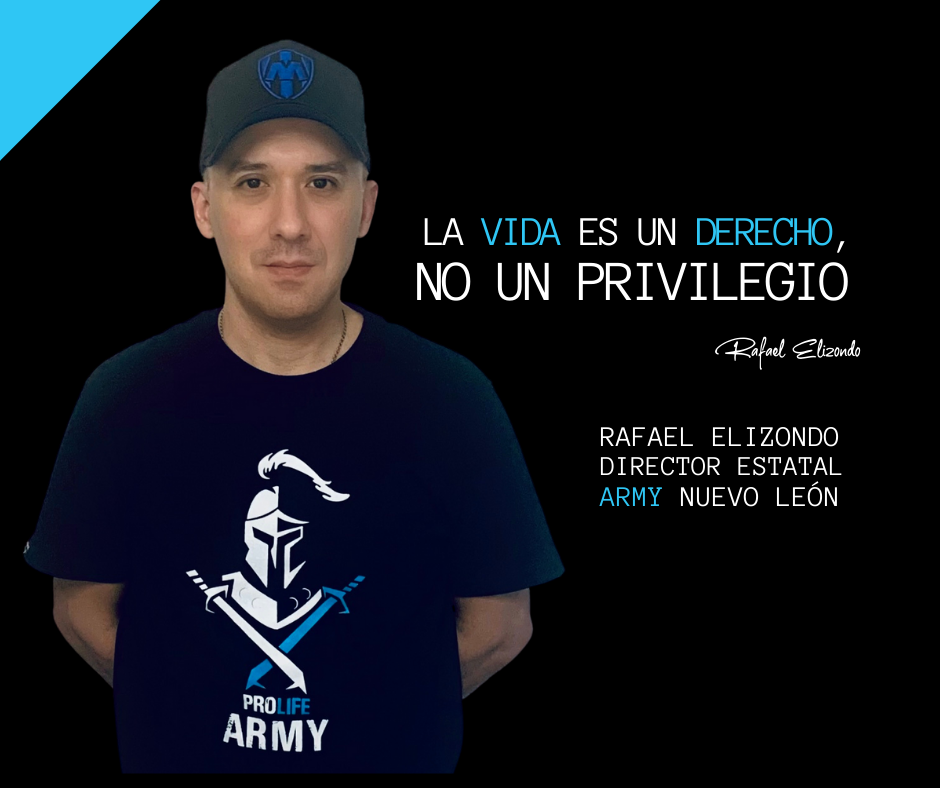 LA VIDA ES UN DERECHO,
NO UN PRIVILEGIO
Rafael Elizondo
RAFAEL ELIZONDO
DIRECTOR ESTATAL
ARMY NUEVO LEÓN
PROLIFE
ARMY